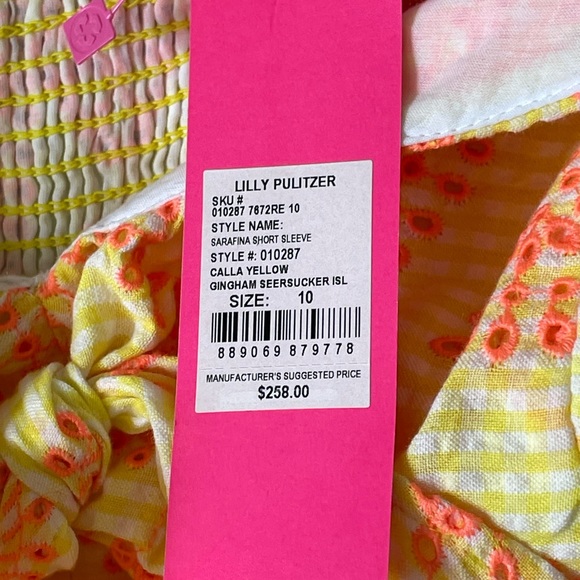 LILLY PULITZER
SKU #
010287 7672RE 10
STYLE NAME:
SARAFINA SHORT SLEEVE
STYLE #: 010287
CALLA YELLOW
GINGHAM SEERSUCKER ISL
SIZE: 10
889069 879778
MANUFACTURER'S SUGGESTED PRICE
$258.00